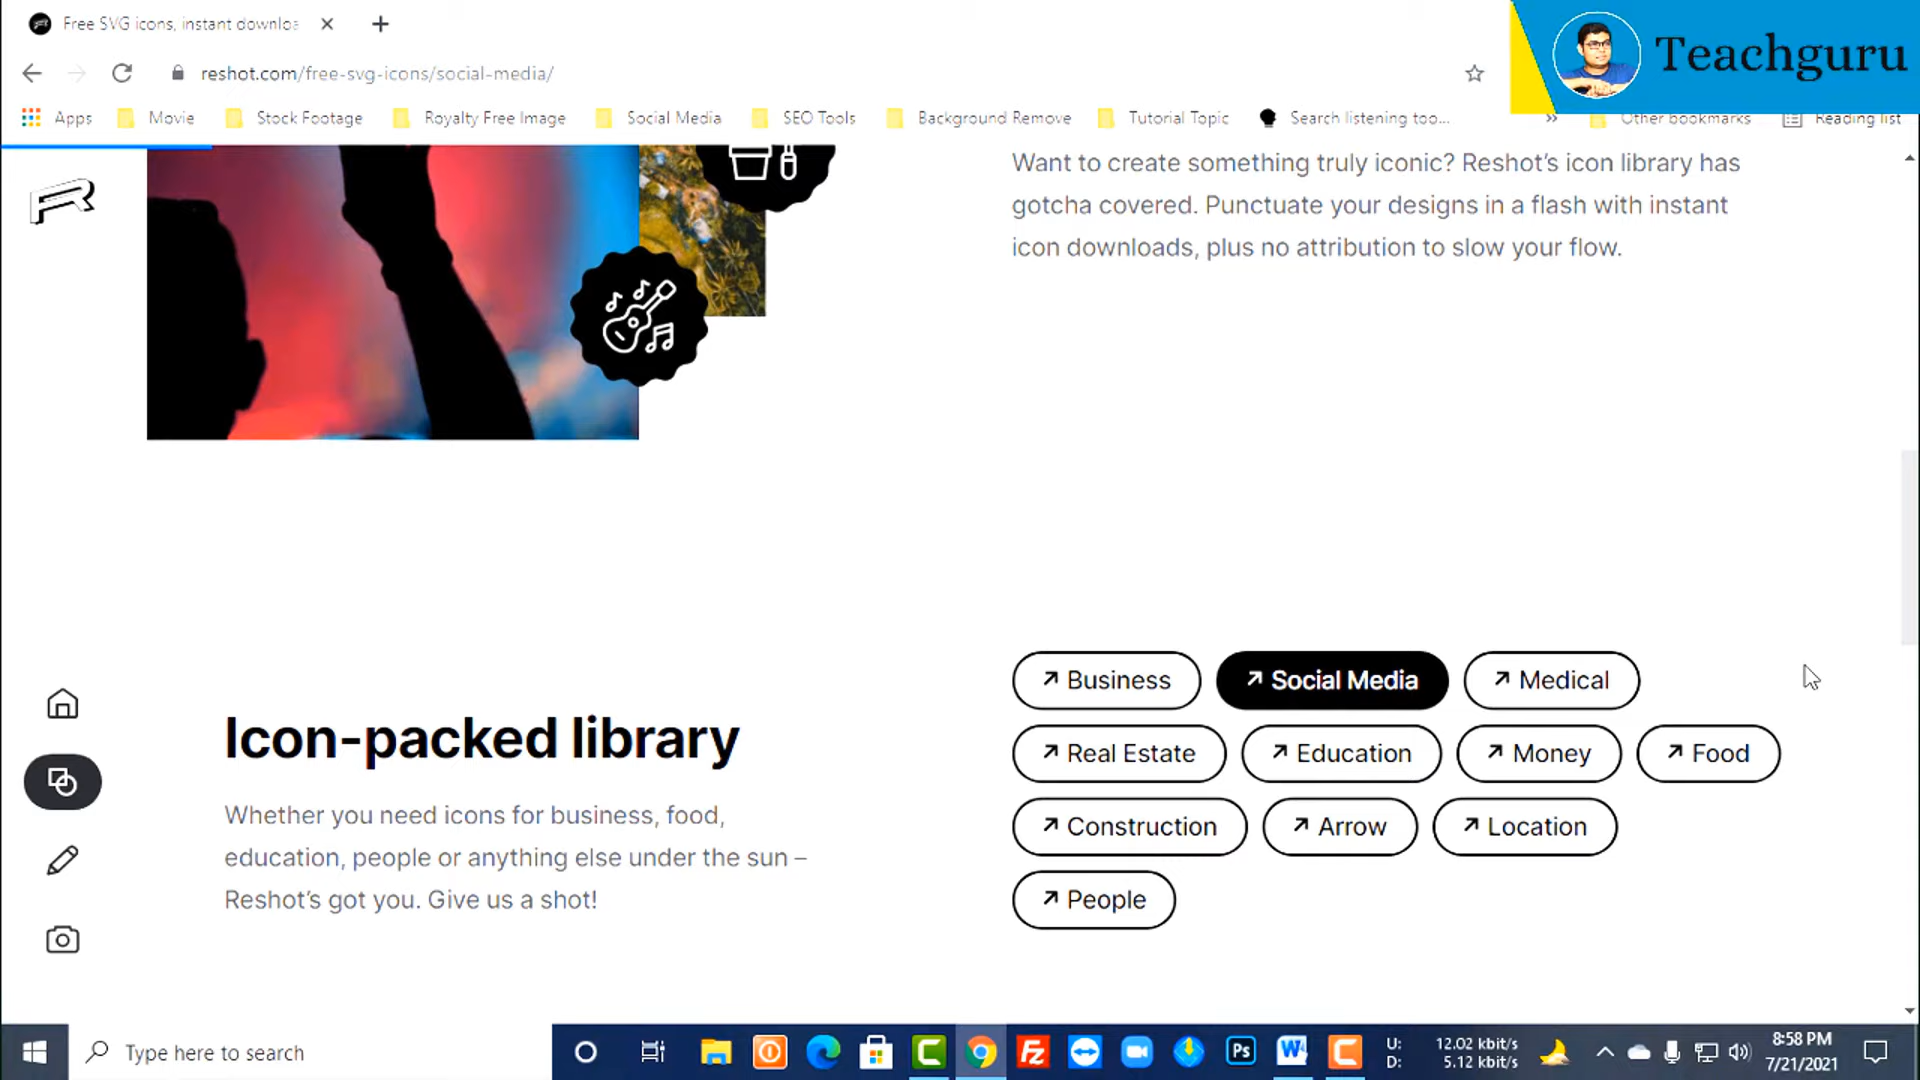 Free SVG icons, instant downloa
Teachguru
reshot.com/free-svg-icons/social-media/
Apps Movie Stock Footage Royalty Free Image Social Media SEO Tools Background Remove Tutorial Topic Search listening too... » Other bookmarks Reading list
Want to create something truly iconic? Reshot's icon library has
gotcha covered. Punctuate your designs in a flash with instant
icon downloads, plus no attribution to slow your flow.
Icon-packed library
Whether you need icons for business, food,
education, people or anything else under the sun –
Reshot's got you. Give us a shot!
Business Social Media Medical
Real Estate Education Money Food
Construction Arrow Location
People
Type here to search
Fz
Ps
W
U: 12.02 kbit/s
D: 5.12 kbit/s
8:58 PM
7/21/2021